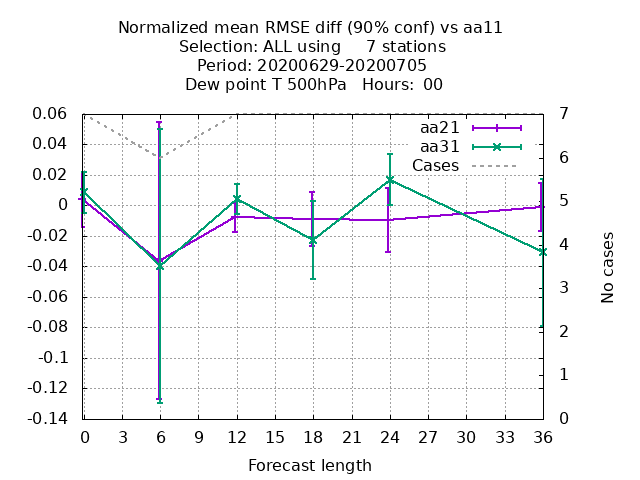 Normalized mean RMSE diff (90% conf) vs aa11
Selection: ALL using     7 stations
Period: 20200629-20200705
Dew point T 500hPa   Hours:  00
0.06
0.04
0.02
0
-0.02
-0.04
-0.06
-0.08
-0.1
-0.12
-0.14
aa21
aa31
Cases
7
6
5
4
3
2
1
0
No cases
0 3 6 9 12 15 18 21 24 27 30 33 36
Forecast length